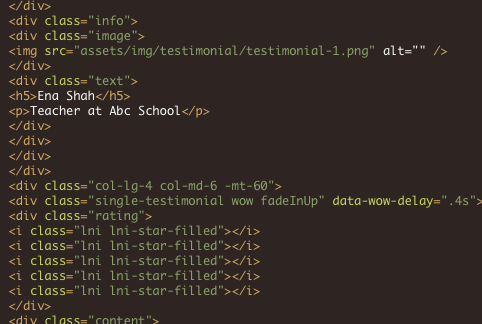 </div>
<div class="info">
<div class="image">
<img src="assets/img/testimonial/testimonial-1.png" alt="" />
</div>
<div class="text">
<h5>Ena Shah</h5>
<p>Teacher at Abc School</p>
</div>
</div>
</div>
</div>
<div class="col-lg-4 col-md-6 -mt-60">
<div class="single-testimonial wow fadeInUp" data-wow-delay=".4s">
<div class="rating">
<i class="lni lni-star-filled"></i>
<i class="lni lni-star-filled"></i>
<i class="lni lni-star-filled"></i>
<i class="lni lni-star-filled"></i>
<i class="lni lni-star-filled"></i>
</div>
<div class="content">